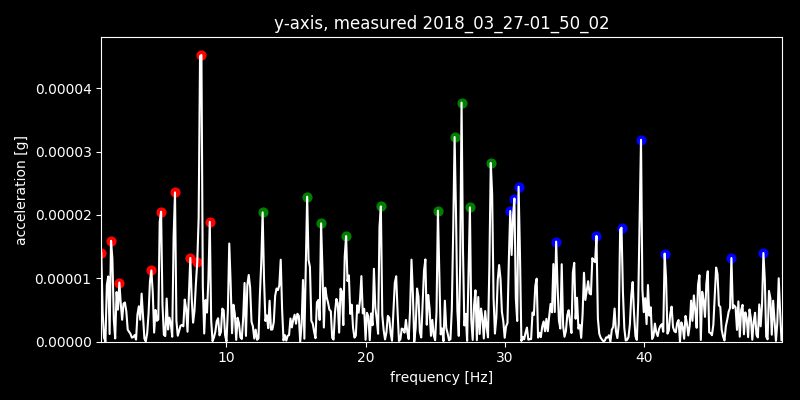 y-axis, measured 2018_03_27-01_50_02
0.00004
0.00003
0.00002
0.00001
0.00000
acceleration [g]
10 20 30 40
frequency [Hz]